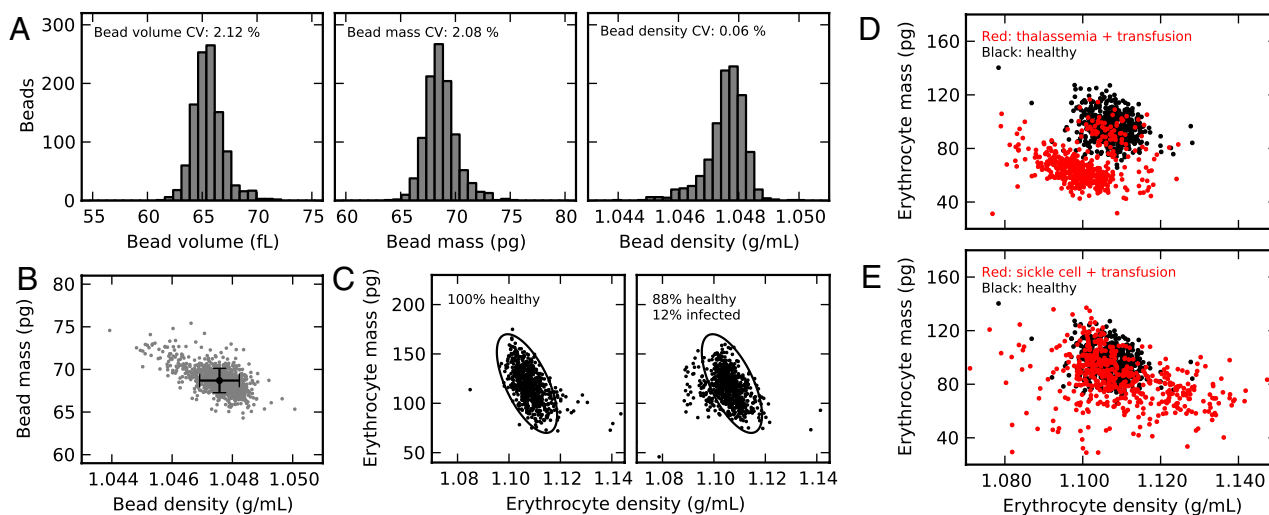 A
Bead volume CV: 2.12 %
Bead mass CV: 2.08 %
Bead density CV: 0.06 %
300
200
100
0
Beads
55 60 65 70 75
60 65 70 75 80
1.044 1.046 1.048 1.050
Bead volume (fL)
Bead mass (pg)
Bead density (g/mL)
B
80
75
70
65
60
Bead mass (pg)
1.044 1.046 1.048 1.050
Bead density (g/mL)
C
100% healthy
88% healthy
12% infected
200
150
100
50
Erythrocyte mass (pg)
1.08 1.10 1.12 1.14
1.08 1.10 1.12 1.14
Erythrocyte density (g/mL)
D
Red: thalassemia + transfusion
Black: healthy
160
120
80
40
Erythrocyte mass (pg)
E
Red: sickle cell + transfusion
Black: healthy
160
120
80
40
Erythrocyte mass (pg)
1.080 1.100 1.120 1.140
Erythrocyte density (g/mL)